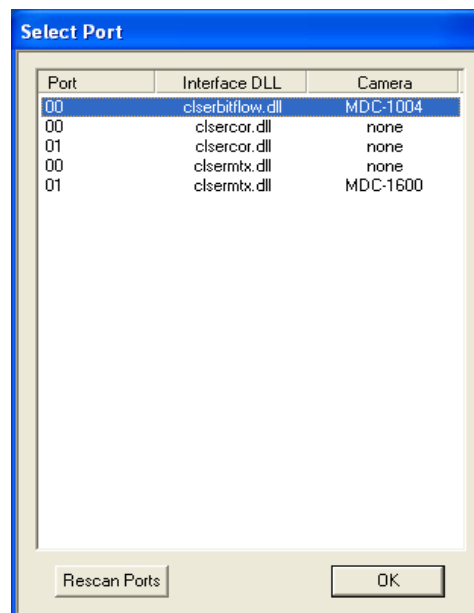 Select Port
Port Interface DLL Camera
00 clserbitflow.dll MDC-1004
00 clsercor.dll none
01 clsercor.dll none
00 clsermtx.dll none
01 clsermtx.dll MDC-1600
Rescan Ports OK